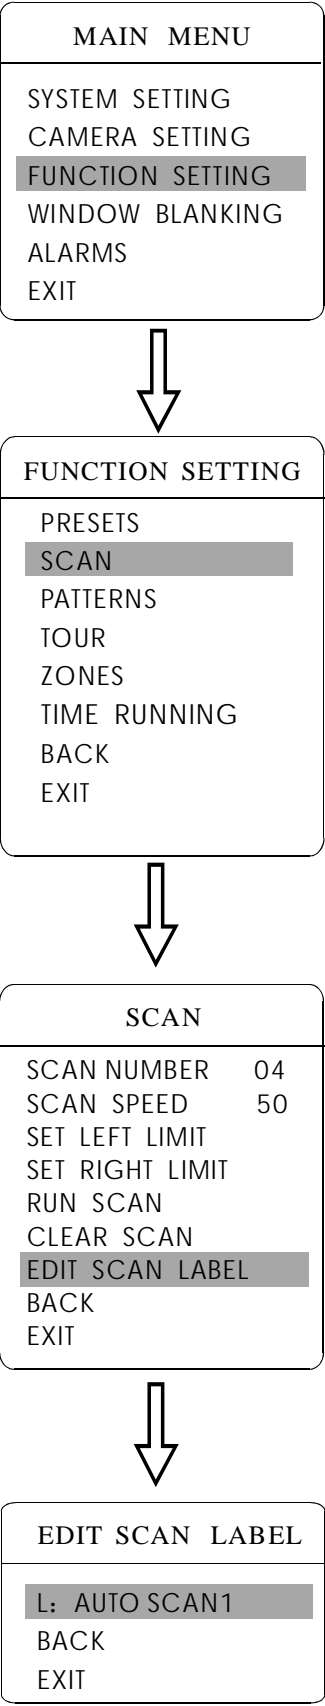 MAIN MENU
SYSTEM SETTING
CAMERA SETTING
FUNCTION SETTING
WINDOW BLANKING
ALARMS
EXIT
FUNCTION SETTING
PRESETS
SCAN
PATTERNS
TOUR
ZONES
TIME RUNNING
BACK
EXIT
SCAN
SCAN NUMBER 04
SCAN SPEED 50
SET LEFT LIMIT
SET RIGHT LIMIT
RUN SCAN
CLEAR SCAN
EDIT SCAN LABEL
BACK
EXIT
EDIT SCAN LABEL
L：AUTO SCAN1
BACK
EXIT